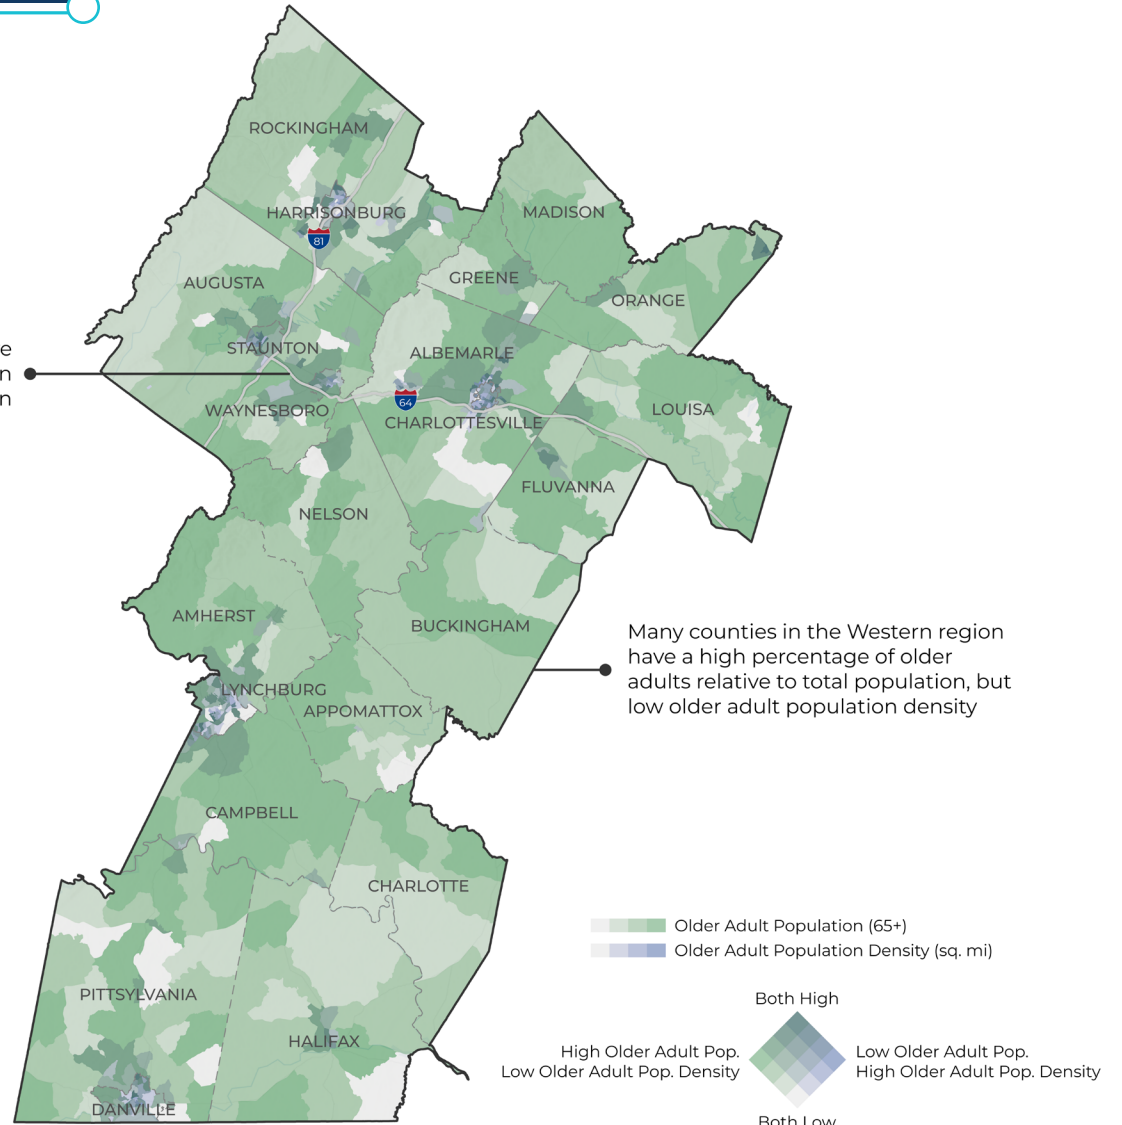 ROCKINGHAM
HARRISONBURG
81
MADISON
AUGUSTA
GREENE
ORANGE
e
n
n
STAUNTON
ALBEMARLE
WAYNESBORO
64
CHARLOTTESVILLE
LOUISA
FLUVANNA
NELSON
AMHERST
BUCKINGHAM
Many counties in the Western region
have a high percentage of older
adults relative to total population, but
low older adult population density
LYNCHBURG
APPOMATTOX
CAMPBELL
CHARLOTTE
PITTSYLVANIA
HALIFAX
DANVILLE
Older Adult Population (65+)
Older Adult Population Density (sq. mi)
Both High
High Older Adult Pop.
Low Older Adult Pop. Density
Low Older Adult Pop.
High Older Adult Pop. Density
Both Low